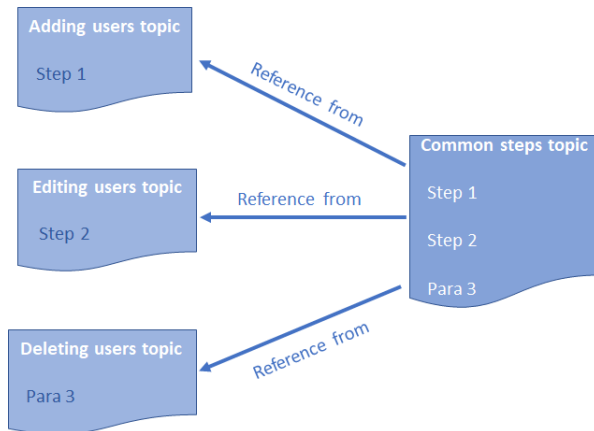 Adding users topic
Step 1
Reference from
Common steps topic
Step 1
Step 2
Para 3
Editing users topic
Step 2
Reference from
Deleting users topic
Para 3
Reference from